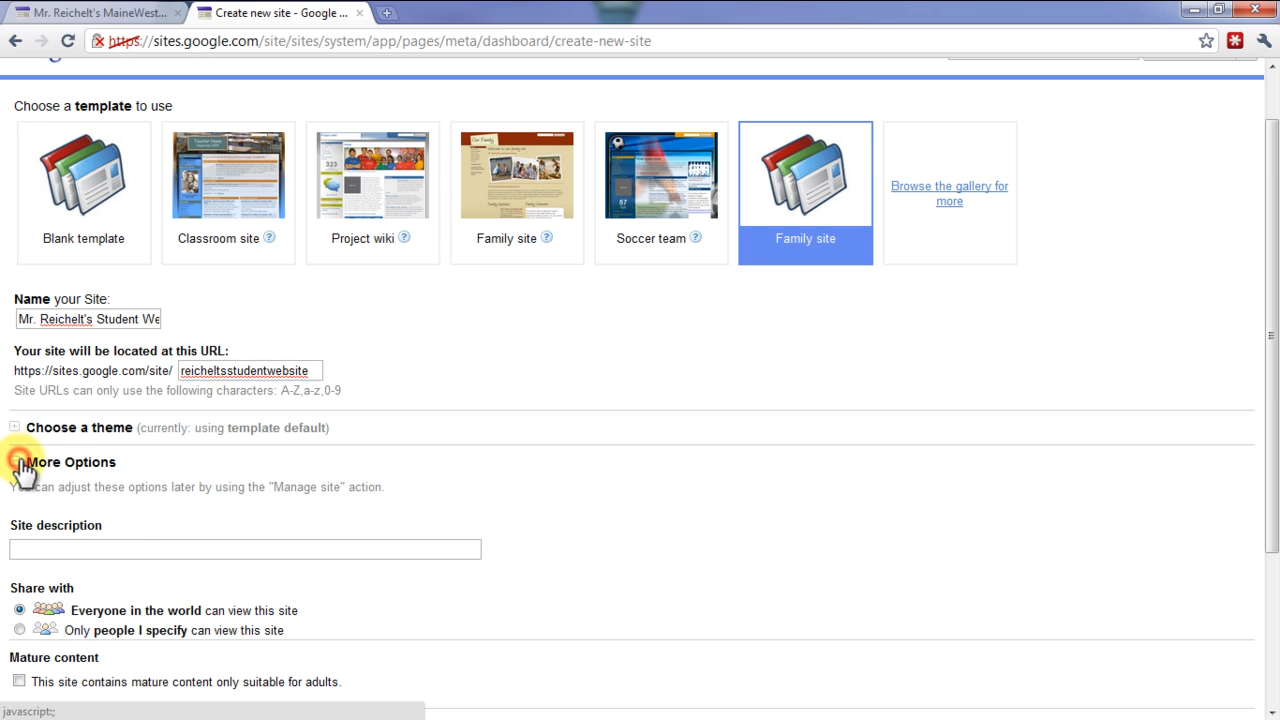 Mr. Reichelt's MaineWest...
Create new site - Google ...
https://sites.google.com/site/sites/system/app/pages/meta/dashboard/create-new-site
Choose a template to use
Blank template
Classroom site ?
Project wiki ?
Family site ?
Soccer team ?
Family site
Browse the gallery for
more
Name your Site:
Mr. Reichelt's Student We
Your site will be located at this URL:
https://sites.google.com/site/ reicheltsstudentwebsite
Site URLs can only use the following characters: A-Z,a-z,0-9
Choose a theme (currently: using template default)
More Options
You can adjust these options later by using the "Manage site" action.
Site description
Share with
Everyone in the world can view this site
Only people I specify can view this site
Mature content
This site contains mature content only suitable for adults.
javascript:;